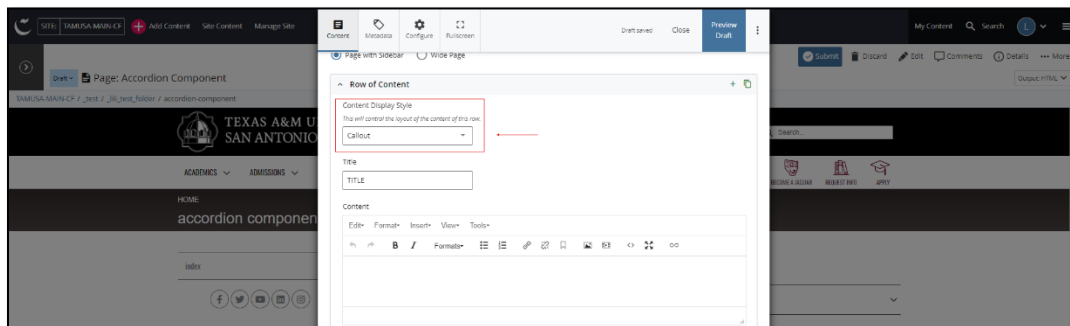 SITE: TAMUSA-MAIN-CF Add Content Site Content Manage Site
Content Metadata Configure Fullscreen Draft saved Close Preview Draft
My Content Search L
Page with Sidebar Wide Page
Submit Discard Edit Comments Details More
Draft Page: Accordion Component
Output: HTML
TAMUSA-MAIN-CF / _test / _lili_test_folder / accordion-component
Row of Content
Content Display Style
This will control the layout of the content of this row.
Callout
TEXAS A&M U
SAN ANTONIO
Search...
Title
TITLE
ACADEMICS ADMISSIONS
BECOME A JAGUAR REQUEST INFO APPLY
HOME
accordion componen
Content
Edit Format Insert View Tools
B I Formats
index